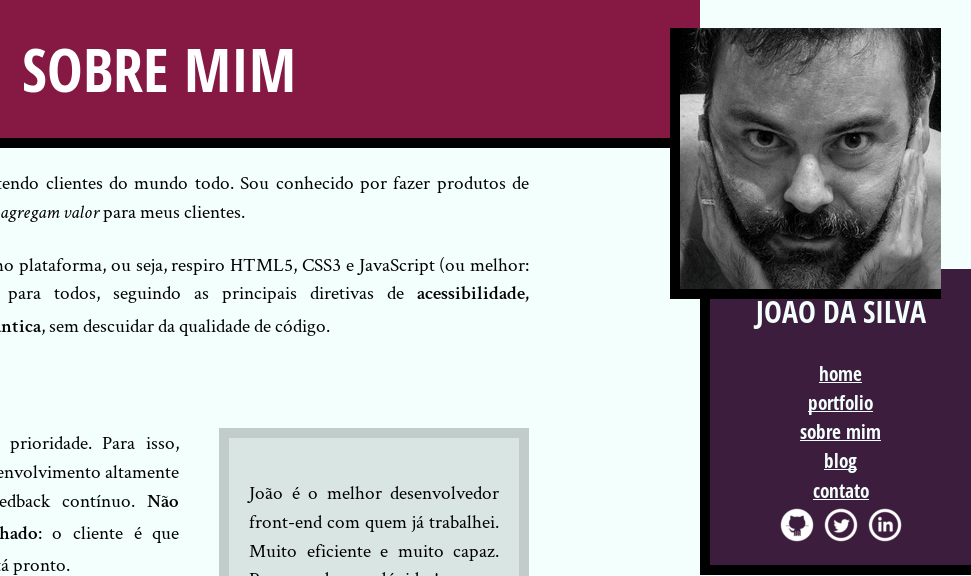 SOBRE MIM
tendo clientes do mundo todo. Sou conhecido por fazer produtos de
agregam valor para meus clientes.
no plataforma, ou seja, respiro HTML5, CSS3 e JavaScript (ou melhor:
para todos, seguindo as principais diretivas de acessibilidade,
ntica, sem descuidar da qualidade de código.
prioridade. Para isso,
envolvimento altamente
edback contínuo. Não
hado: o cliente é que
tá pronto.
João é o melhor desenvolvedor
front-end com quem já trabalhei.
Muito eficiente e muito capaz.
JOÃO DA SILVA
home
portfolio
sobre mim
blog
contato
in